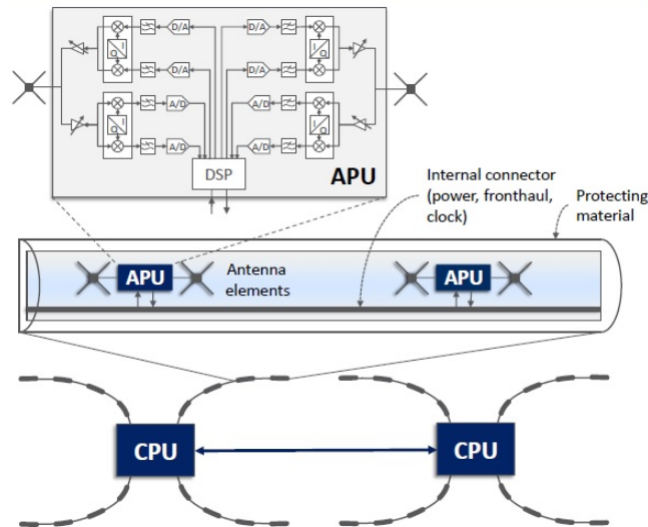 D/A
D/A
I
Q
I
Q
D/A
D/A
A/D
A/D
I
Q
I
Q
A/D
A/D
DSP
APU
Internal connector
(power, fronthaul,
clock)
Protecting
material
APU
Antenna
elements
APU
CPU
CPU